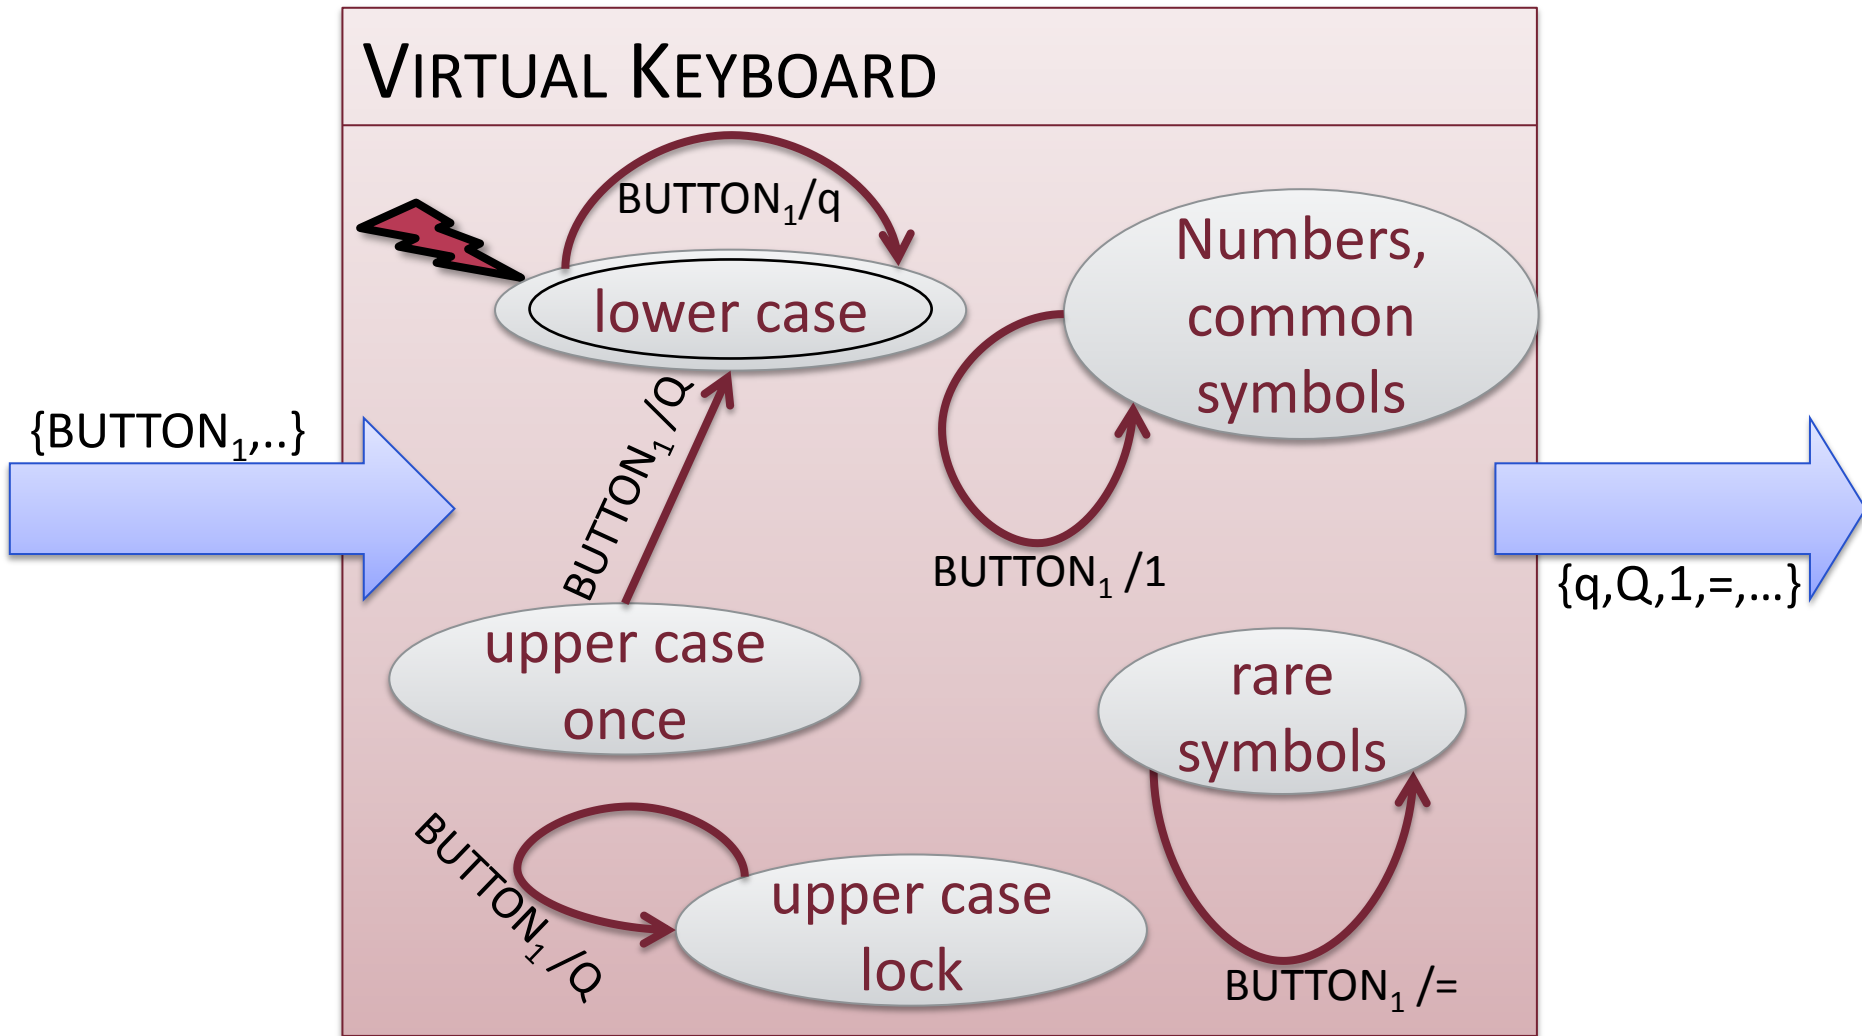 VIRTUAL KEYBOARD
BUTTON₁/q
lower case
Numbers,
common
symbols
{BUTTON₁,..}
BUTTON₁ /Q
BUTTON₁ /1
{q,Q,1,=,...}
upper case
once
rare
symbols
BUTTON₁ /Q
upper case
lock
BUTTON₁ /=